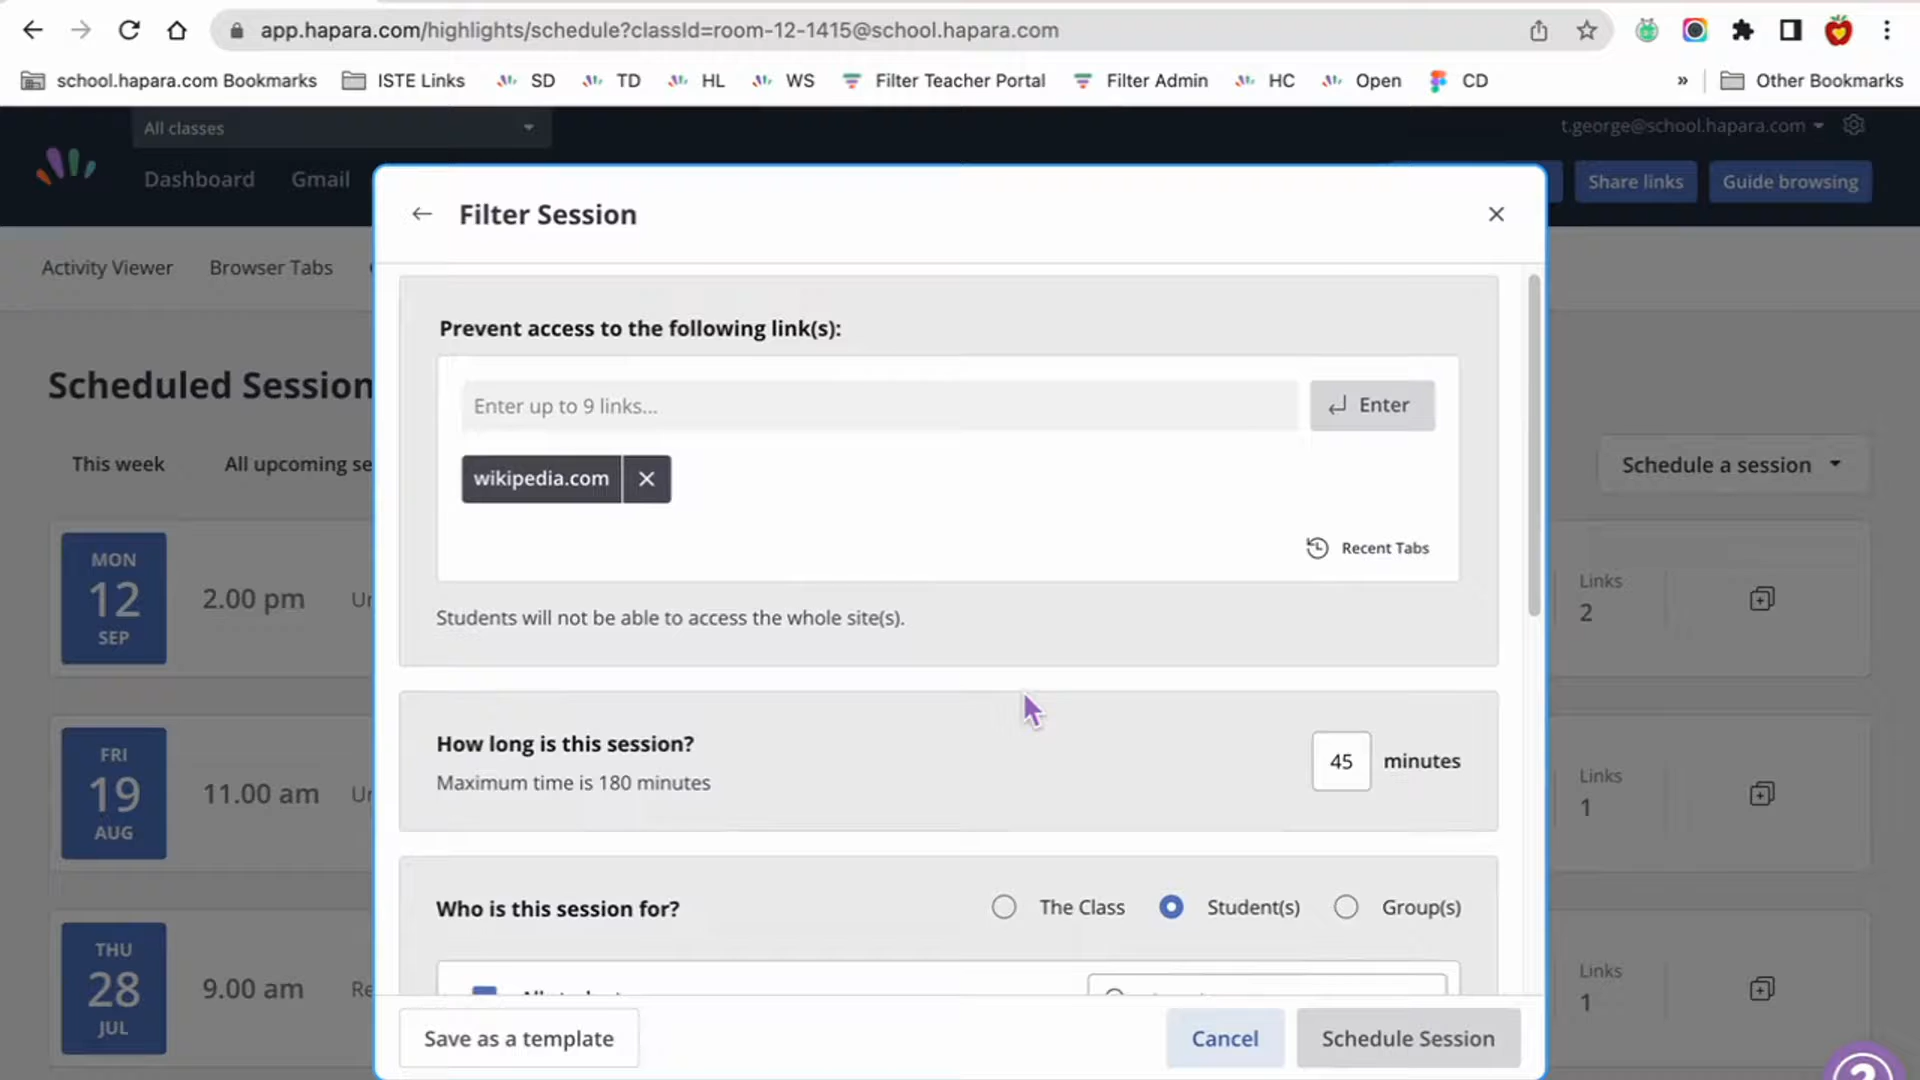 app.hapara.com/highlights/schedule?classId=room-12-1415@school.hapara.com
school.hapara.com Bookmarks ISTE Links SD TD HL WS Filter Teacher Portal Filter Admin HC Open CD » Other Bookmarks
All classes
t.george@school.hapara.com
Dashboard Gmail
Share links Guide browsing
Filter Session
Activity Viewer Browser Tabs
Prevent access to the following link(s):
Scheduled Session
Enter up to 9 links...
Enter
This week All upcoming se
wikipedia.com
Schedule a session
Recent Tabs
Students will not be able to access the whole site(s).
MON
12
SEP
2.00 pm
Links
2
How long is this session?
Maximum time is 180 minutes
45 minutes
FRI
19
AUG
11.00 am
Links
1
Who is this session for?
The Class Student(s) Group(s)
THU
28
JUL
9.00 am
Re
Links
1
Save as a template
Cancel
Schedule Session
?